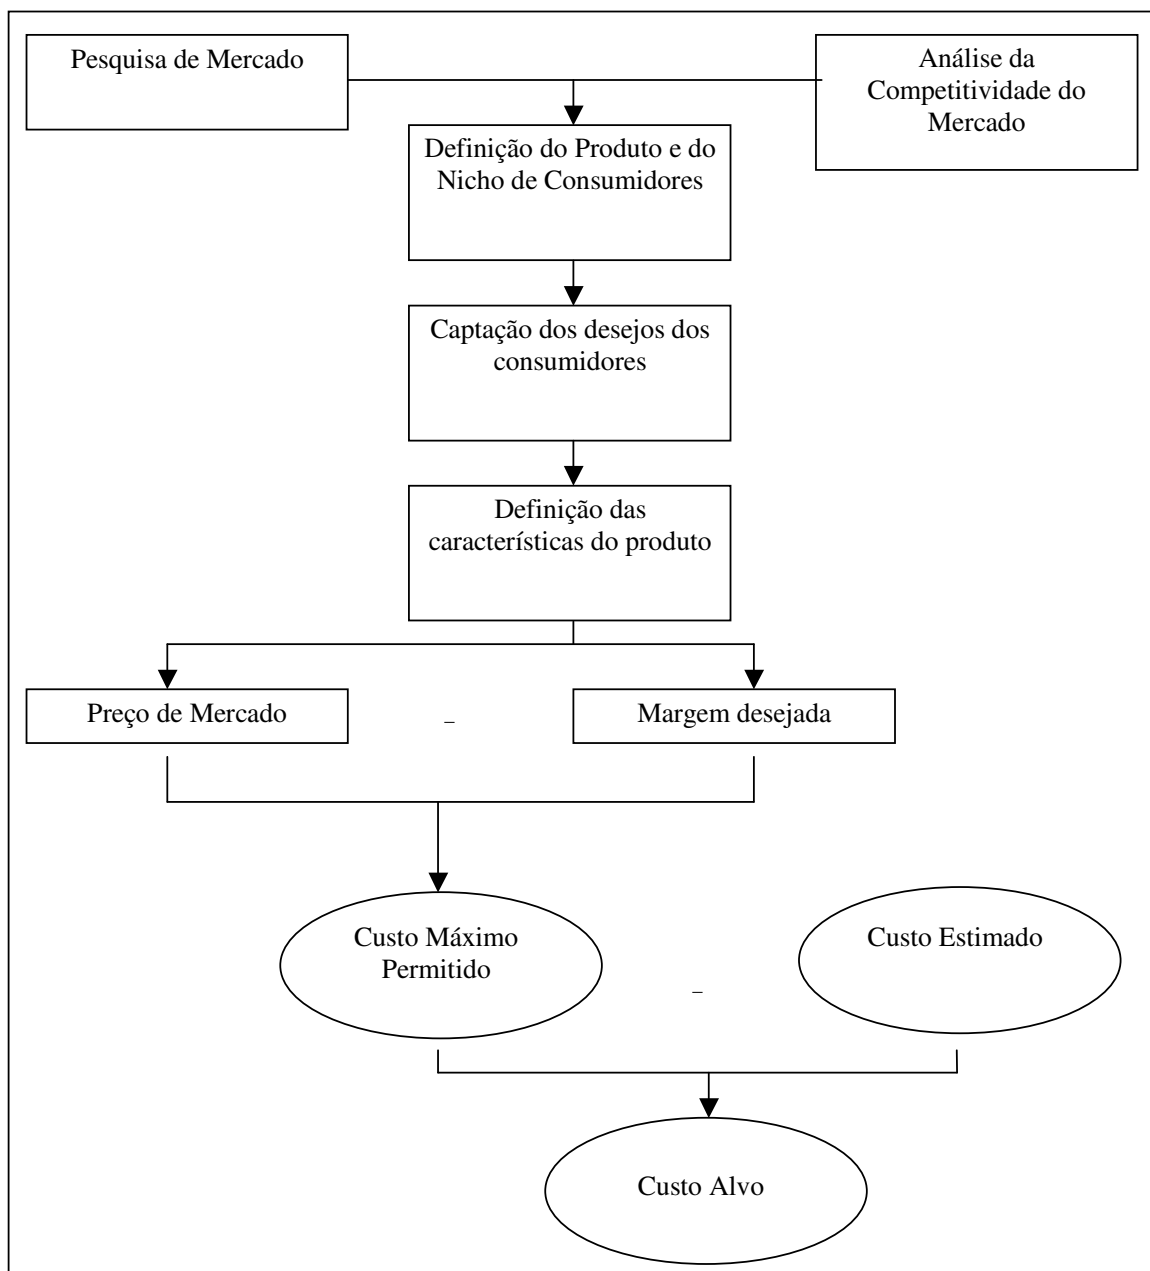 Pesquisa de Mercado
Análise da
Competitividade do
Mercado
Definição do Produto e do
Nicho de Consumidores
Captação dos desejos dos
consumidores
Definição das
características do produto
Preço de Mercado
–
Margem desejada
Custo Máximo
Permitido
–
Custo Estimado
Custo Alvo